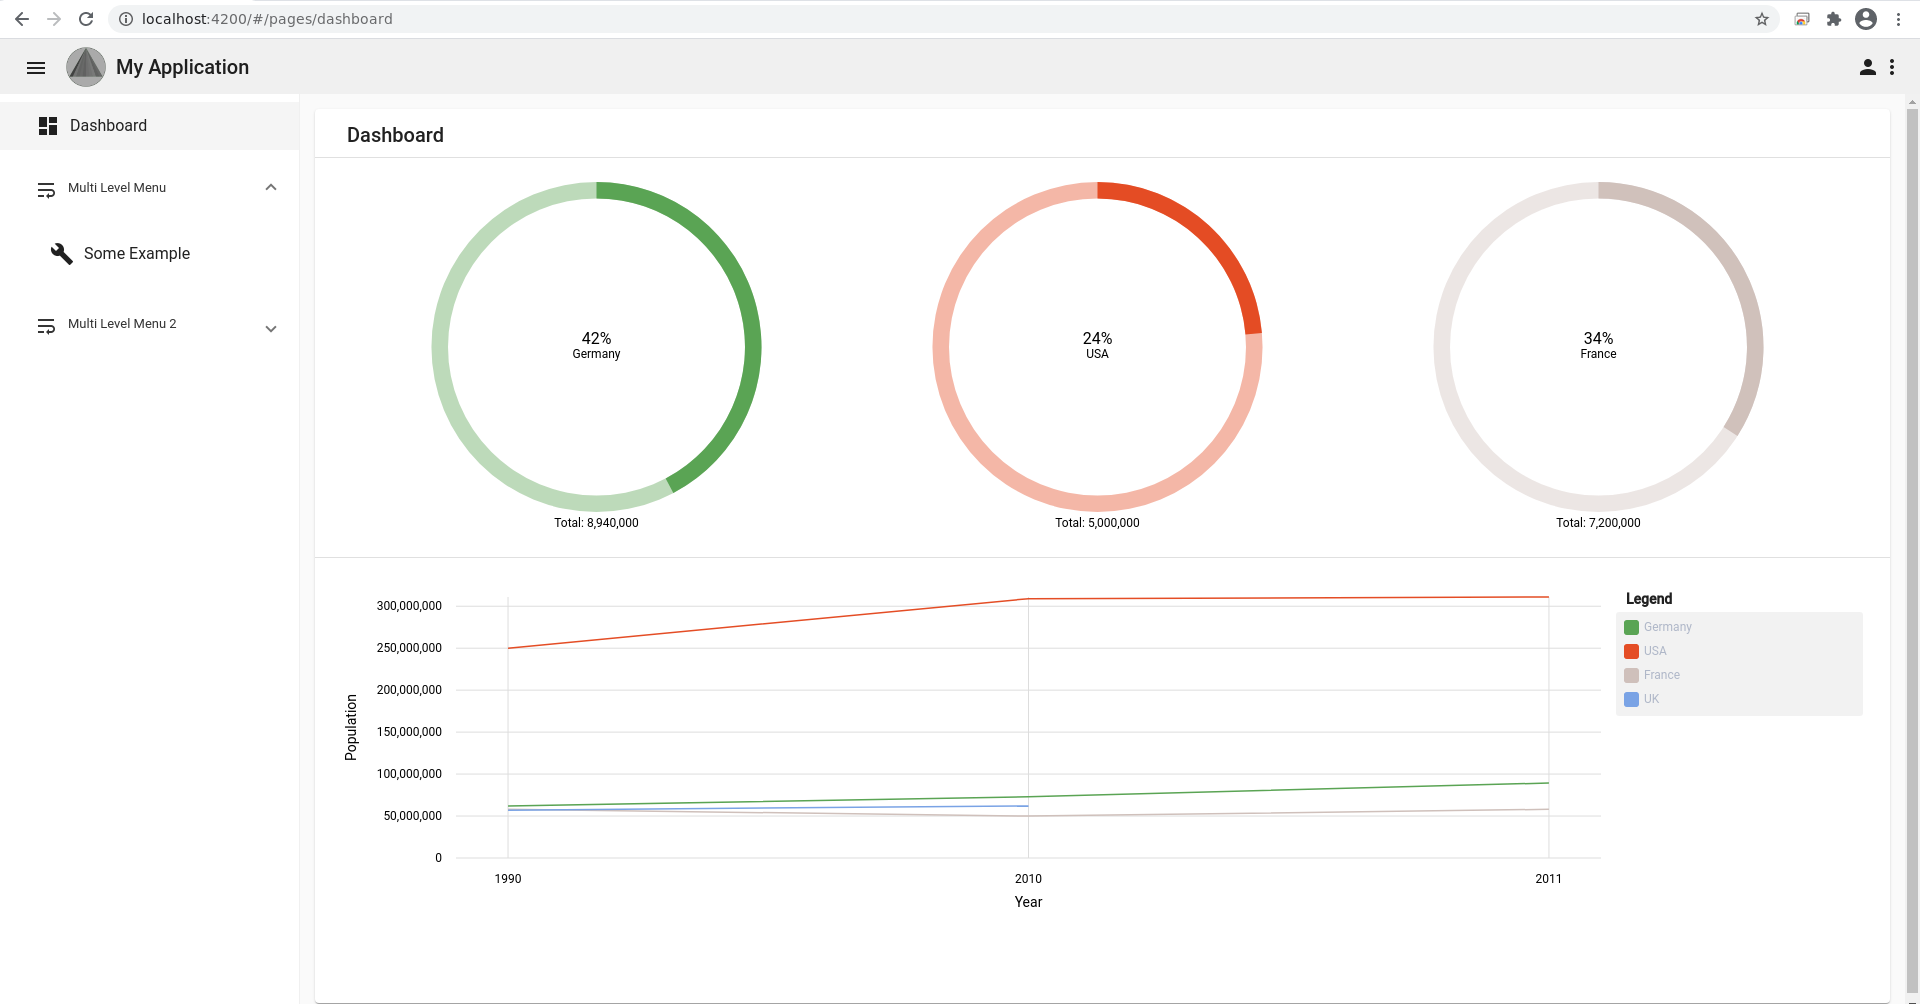 localhost:4200/#/pages/dashboard
My Application
Dashboard
Multi Level Menu
Some Example
Multi Level Menu 2
Dashboard
42%
Germany
Total: 8,940,000
24%
USA
Total: 5,000,000
34%
France
Total: 7,200,000
Population
300,000,000
250,000,000
200,000,000
150,000,000
100,000,000
50,000,000
0
1990
2010
2011
Year
Legend
Germany
USA
France
UK